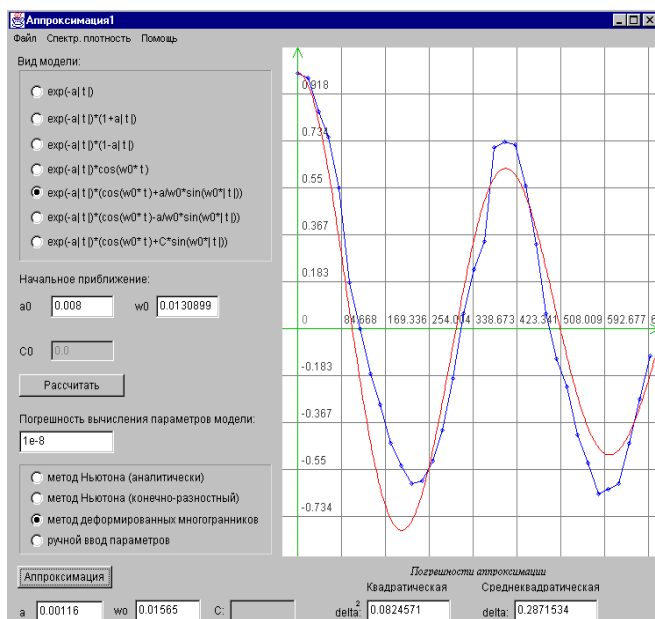 Аппроксимация1
Файл Спектр. плотность Помощь
Вид модели:
exp(-a|t|)
exp(-a|t|)*(1+a|t|)
exp(-a|t|)*(1-a|t|)
exp(-a|t|)*cos(w0*t)
exp(-a|t|)*(cos(w0*t)+a/w0*sin(w0*|t|))
exp(-a|t|)*(cos(w0*t)-a/w0*sin(w0*|t|))
exp(-a|t|)*(cos(w0*t)+C*sin(w0*|t|))
Начальное приближение:
a0 0.008 w0 0.0130899
C0 0.0
Рассчитать
Погрешность вычисления параметров модели:
1e-8
метод Ньютона (аналитически)
метод Ньютона (конечно-разностный)
метод деформированных многогранников
ручной ввод параметров
Аппроксимация
a 0.00116 wo 0.01565 C:
0.918
0.734
0.55
0.367
0.183
0 84.668 169.336 254.004 338.673 423.341 508.009 592.677
-0.183
-0.367
-0.55
-0.734
Погрешности аппроксимации
Квадратическая Среднеквадратическая
delta: 2 0.0824571 delta: 0.2871534